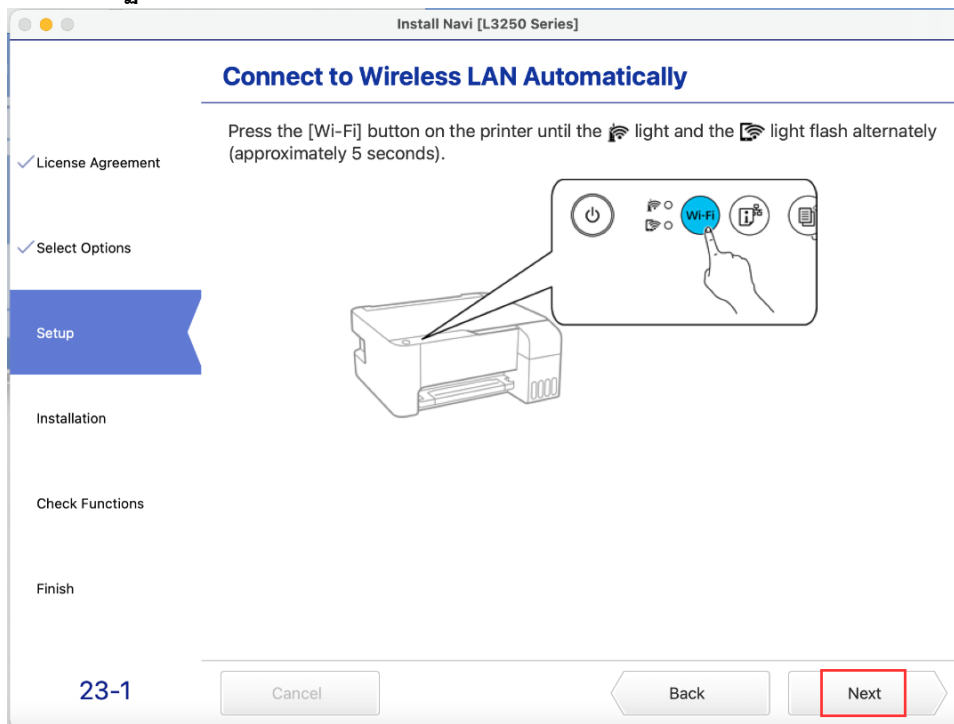 Install Navi [L3250 Series]
Connect to Wireless LAN Automatically
Press the [Wi-Fi] button on the printer until the light and the light flash alternately
(approximately 5 seconds).
Wi-Fi
License Agreement
Select Options
Setup
Installation
Check Functions
Finish
23-1
Cancel
Back
Next